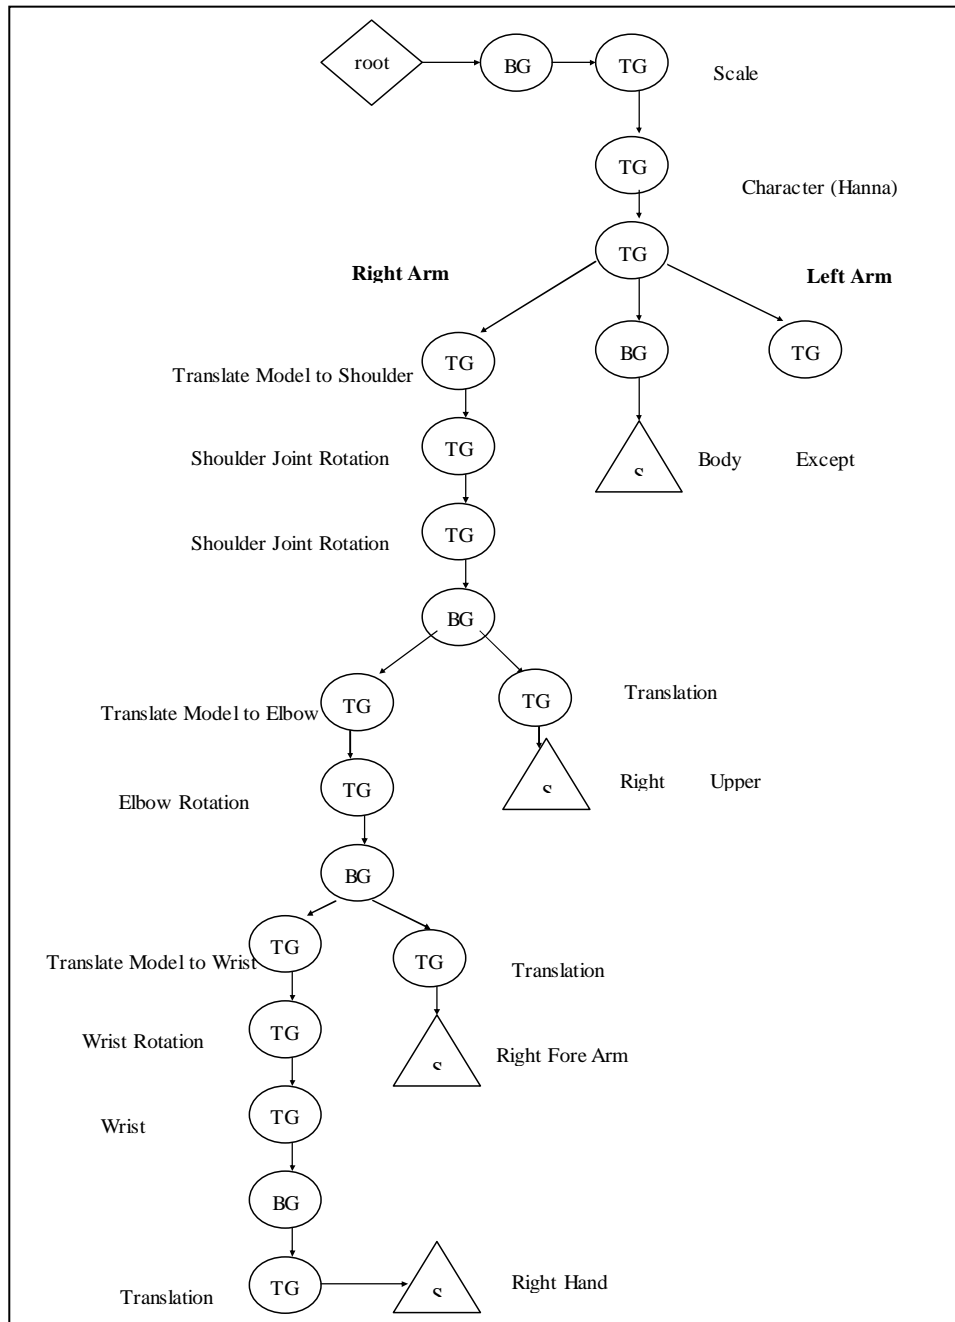 root
BG
TG
Scale
TG
Character (Hanna)
TG
Right Arm
Left Arm
TG
BG
TG
Translate Model to Shoulder
TG
Shoulder Joint Rotation
S
Body Except
TG
Shoulder Joint Rotation
BG
TG
Translate Model to Elbow
TG
Translation
TG
Elbow Rotation
S
Right Upper
BG
TG
Translate Model to Wrist
TG
Translation
TG
Wrist Rotation
S
Right Fore Arm
TG
Wrist
BG
TG
Translation
S
Right Hand